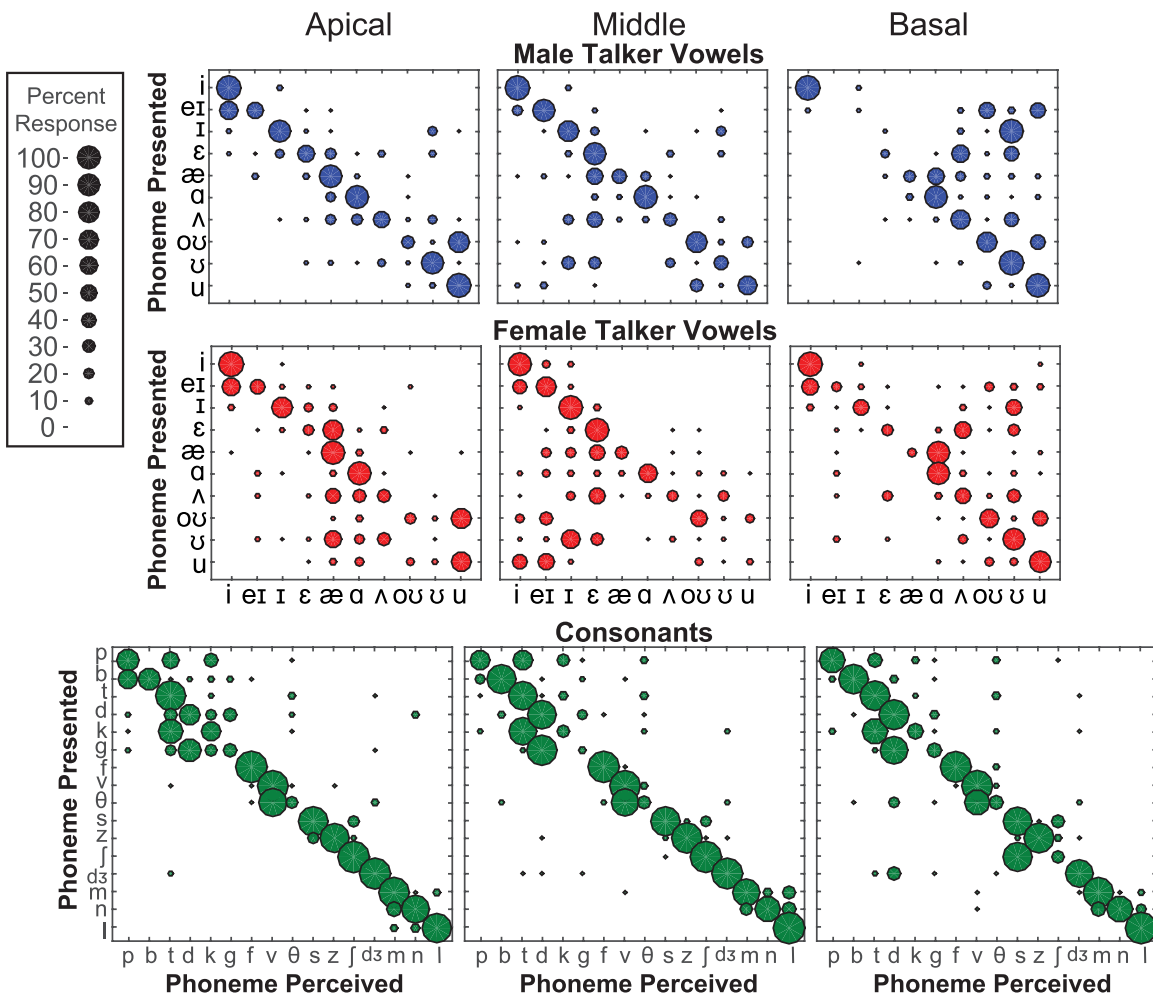 Apical Middle Basal
Male Talker Vowels
Percent
Response
100-
90-
80-
70-
60-
50-
40-
30-
20-
10-
0
Phoneme Presented
i
eɪ
ɪ
ɛ
æ
ɑ
ʌ
oʊ
ʊ
u
Female Talker Vowels
Phoneme Presented
i
eɪ
ɪ
ɛ
æ
ɑ
ʌ
oʊ
ʊ
u
i eɪ ɪ ɛ æ ɑ ʌ oʊ ʊ u i eɪ ɪ ɛ æ ɑ ʌ oʊ ʊ u i eɪ ɪ ɛ æ ɑ ʌ oʊ ʊ u
Consonants
Phoneme Presented
p
b
t
d
k
g
f
v
θ
s
z
ʃ
dʒ
m
n
l
p b t d k g f v θ s z ʃ dʒ m n l p b t d k g f v θ s z ʃ dʒ m n l p b t d k g f v θ s z ʃ dʒ m n l
Phoneme Perceived Phoneme Perceived Phoneme Perceived